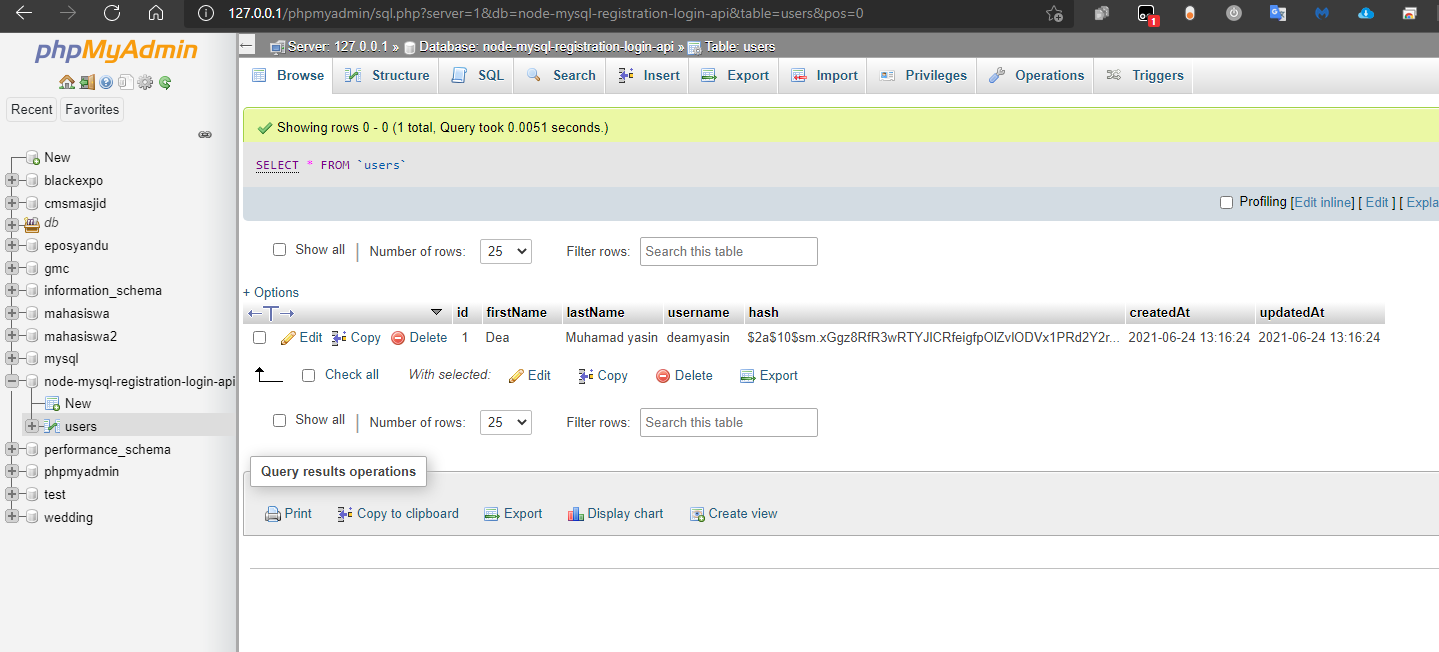 127.0.0.1/phpmyadmin/sql.php?server=1&db=node-mysql-registration-login-api&table=users&pos=0
1
phpMyAdmin
Recent Favorites
New
blackexpo
cmsmasjid
db
eposyandu
gmc
information_schema
mahasiswa
mahasiswa2
mysql
node-mysql-registration-login-api
New
users
performance_schema
phpmyadmin
test
wedding
Server: 127.0.0.1 » Database: node-mysql-registration-login-api » Table: users
Browse Structure SQL Search Insert Export Import Privileges Operations Triggers
Showing rows 0 - 0 (1 total, Query took 0.0051 seconds.)
SELECT * FROM `users`
Profiling [Edit inline] [ Edit ] [ Expla
Show all | Number of rows: 25 Filter rows: Search this table
+ Options
←T→ id firstName lastName username hash createdAt updatedAt
Edit Copy Delete 1 Dea Muhamad yasin deamyasin $2a$10$sm.xGgz8RfR3wRTYJlCRfeigfpOlZvlODVx1PRd2Y2r... 2021-06-24 13:16:24 2021-06-24 13:16:24
Check all With selected: Edit Copy Delete Export
Show all | Number of rows: 25 Filter rows: Search this table
Query results operations
Print Copy to clipboard Export Display chart Create view